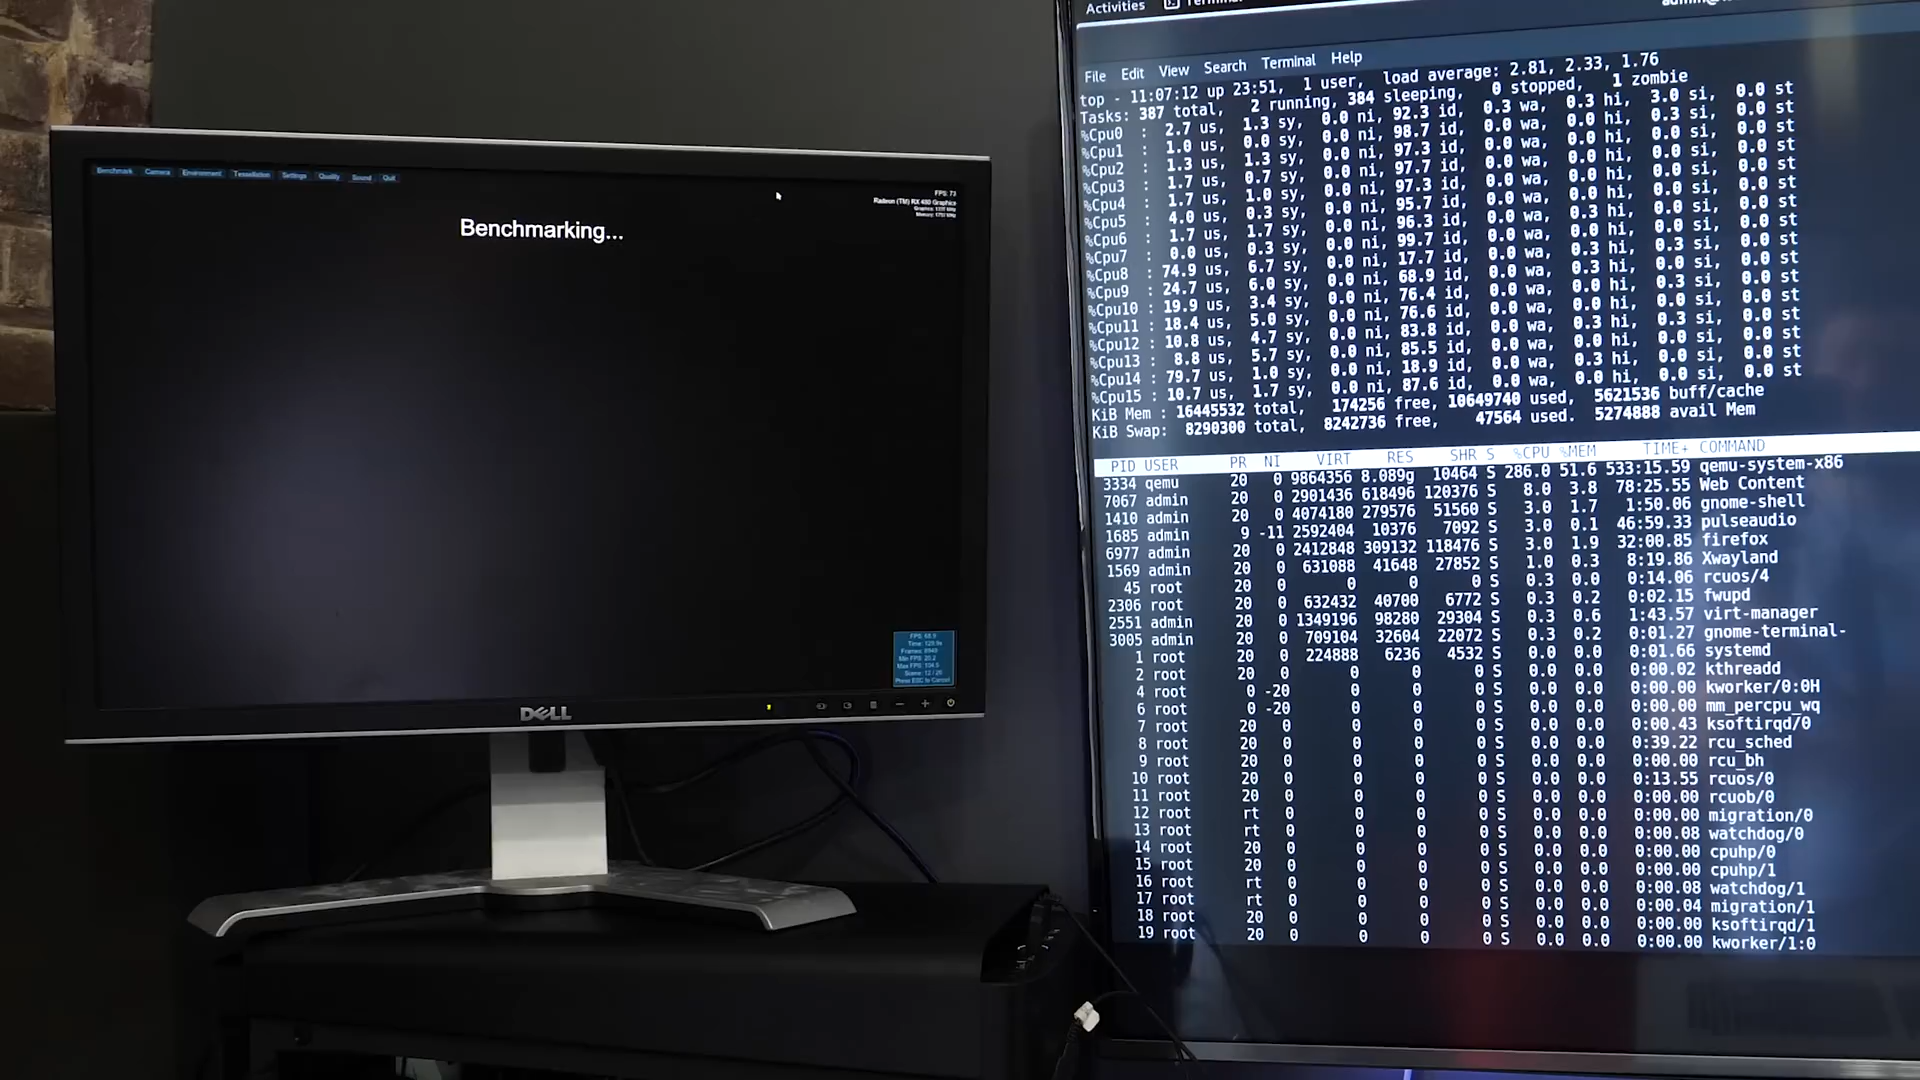 Benchmark Camera Environment Tessellation Settings Quality Sound Quit
FPS: 73
Radeon (TM) RX 480 Graphics
Benchmarking...
FPS: 68.9
Time: 129.9s
Frames: 8949
Min FPS: 20.2
Max FPS: 104.5
Scene: 12 / 26
Press ESC to Cancel
DELL
Activities Terminal
File Edit View Search Terminal Help
top - 11:07:12 up 23:51, 1 user, load average: 2.81, 2.33, 1.76
Tasks: 387 total, 2 running, 384 sleeping, 0 stopped, 1 zombie
%Cpu0 : 2.7 us, 1.3 sy, 0.0 ni, 92.3 id, 0.3 wa, 0.3 hi, 3.0 si, 0.0 st
%Cpu1 : 1.0 us, 0.0 sy, 0.0 ni, 98.7 id, 0.0 wa, 0.3 hi, 0.0 si, 0.0 st
%Cpu2 : 1.3 us, 1.3 sy, 0.0 ni, 97.3 id, 0.0 wa, 0.0 hi, 0.0 si, 0.0 st
%Cpu3 : 1.7 us, 0.7 sy, 0.0 ni, 97.7 id, 0.0 wa, 0.0 hi, 0.0 si, 0.0 st
%Cpu4 : 1.7 us, 1.0 sy, 0.0 ni, 97.3 id, 0.0 wa, 0.0 hi, 0.0 si, 0.0 st
%Cpu5 : 4.0 us, 0.3 sy, 0.0 ni, 95.7 id, 0.0 wa, 0.0 hi, 0.0 si, 0.0 st
%Cpu6 : 1.7 us, 1.7 sy, 0.0 ni, 96.3 id, 0.0 wa, 0.3 hi, 0.0 si, 0.0 st
%Cpu7 : 0.0 us, 0.3 sy, 0.0 ni, 99.7 id, 0.0 wa, 0.0 hi, 0.0 si, 0.0 st
%Cpu8 : 74.9 us, 6.7 sy, 0.0 ni, 17.7 id, 0.0 wa, 0.3 hi, 0.3 si, 0.0 st
%Cpu9 : 24.7 us, 6.0 sy, 0.0 ni, 68.9 id, 0.0 wa, 0.3 hi, 0.0 si, 0.0 st
%Cpu10 : 19.9 us, 3.4 sy, 0.0 ni, 76.4 id, 0.0 wa, 0.3 hi, 0.0 si, 0.0 st
%Cpu11 : 18.4 us, 5.0 sy, 0.0 ni, 76.6 id, 0.0 wa, 0.0 hi, 0.0 si, 0.0 st
%Cpu12 : 10.8 us, 4.7 sy, 0.0 ni, 83.8 id, 0.0 wa, 0.3 hi, 0.3 si, 0.0 st
%Cpu13 : 8.8 us, 5.7 sy, 0.0 ni, 85.5 id, 0.0 wa, 0.0 hi, 0.0 si, 0.0 st
%Cpu14 : 79.7 us, 1.0 sy, 0.0 ni, 18.9 id, 0.0 wa, 0.3 hi, 0.0 si, 0.0 st
%Cpu15 : 10.7 us, 1.7 sy, 0.0 ni, 87.6 id, 0.0 wa, 0.0 hi, 0.0 si, 0.0 st
KiB Mem : 16445532 total, 174256 free, 10649740 used, 5621536 buff/cache
KiB Swap: 8290300 total, 8242736 free, 47564 used. 5274888 avail Mem
PID USER PR NI VIRT RES SHR S %CPU %MEM TIME+ COMMAND
3334 qemu 20 0 9864356 8.089g 10464 S 286.0 51.6 533:15.59 qemu-system-x86
7067 admin 20 0 2901436 618496 120376 S 8.0 3.8 78:25.55 Web Content
1410 admin 20 0 4074180 279576 51560 S 3.0 1.7 1:50.06 gnome-shell
1685 admin 9 -11 2592404 10376 7092 S 3.0 0.1 46:59.33 pulseaudio
6977 admin 20 0 2412848 309132 118476 S 3.0 1.9 32:00.85 firefox
1569 admin 20 0 631088 41648 27852 S 1.0 0.3 8:19.86 Xwayland
45 root 20 0 0 0 0 S 0.3 0.0 0:14.06 rcuos/4
2306 root 20 0 632432 40700 6772 S 0.3 0.2 0:02.15 fwupd
2551 admin 20 0 1349196 98280 29304 S 0.3 0.6 1:43.57 virt-manager
3005 admin 20 0 709104 32604 22072 S 0.3 0.2 0:01.27 gnome-terminal-
1 root 20 0 224888 6236 4532 S 0.0 0.0 0:01.66 systemd
2 root 20 0 0 0 0 S 0.0 0.0 0:00.02 kthreadd
4 root 0 -20 0 0 0 S 0.0 0.0 0:00.00 kworker/0:0H
6 root 0 -20 0 0 0 S 0.0 0.0 0:00.00 mm_percpu_wq
7 root 20 0 0 0 0 S 0.0 0.0 0:00.43 ksoftirqd/0
8 root 20 0 0 0 0 S 0.0 0.0 0:39.22 rcu_sched
9 root 20 0 0 0 0 S 0.0 0.0 0:00.00 rcu_bh
10 root 20 0 0 0 0 S 0.0 0.0 0:13.55 rcuos/0
11 root 20 0 0 0 0 S 0.0 0.0 0:00.00 rcuob/0
12 root rt 0 0 0 0 S 0.0 0.0 0:00.00 migration/0
13 root rt 0 0 0 0 S 0.0 0.0 0:00.08 watchdog/0
14 root 20 0 0 0 0 S 0.0 0.0 0:00.00 cpuhp/0
15 root 20 0 0 0 0 S 0.0 0.0 0:00.00 cpuhp/1
16 root rt 0 0 0 0 S 0.0 0.0 0:00.08 watchdog/1
17 root rt 0 0 0 0 S 0.0 0.0 0:00.04 migration/1
18 root 20 0 0 0 0 S 0.0 0.0 0:00.00 ksoftirqd/1
19 root 20 0 0 0 0 S 0.0 0.0 0:00.00 kworker/1:0